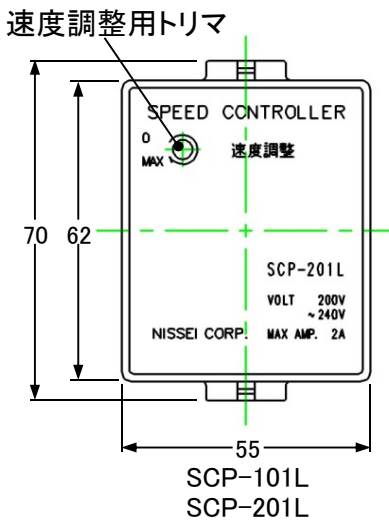 速度調整用トリマ
SPEED CONTROLLER
0
MAX
速度調整
70
62
SCP-201L
VOLT 200V
~240V
NISSEI CORP.
MAX AMP. 2A
55
SCP-101L
SCP-201L